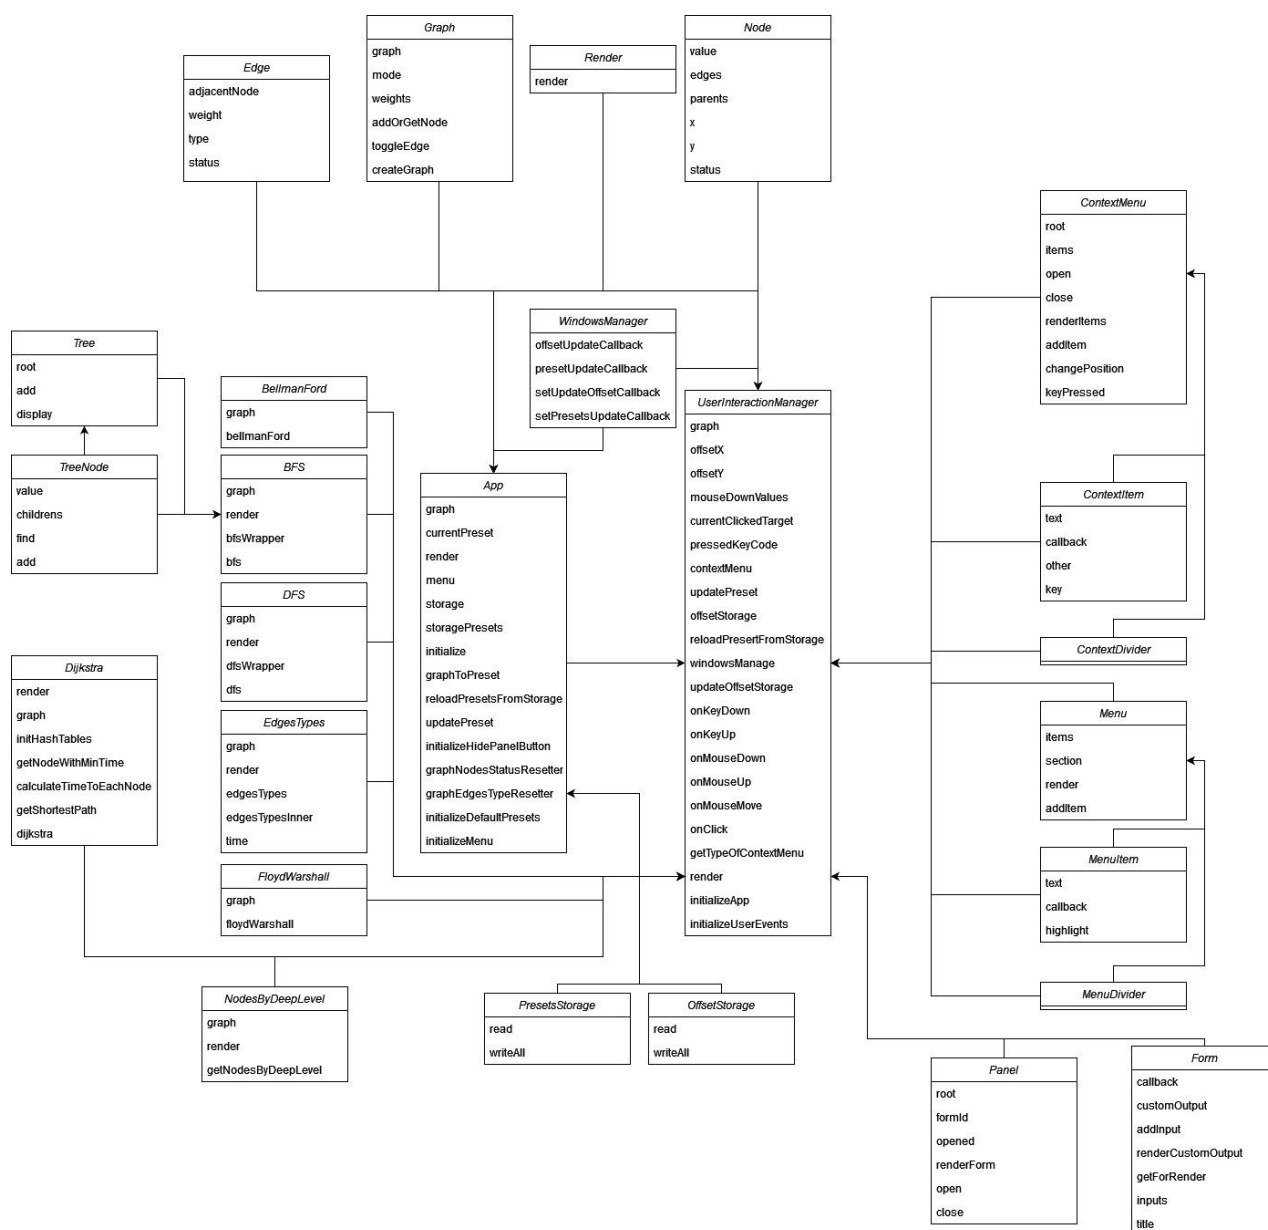 Graph
graph
mode
weights
addOrGetNode
toggleEdge
createGraph
Node
value
edges
parents
x
y
status
Render
render
Edge
adjacentNode
weight
type
status
ContextMenu
root
items
open
close
renderItems
addItem
changePosition
keyPressed
WindowsManager
offsetUpdateCallback
presetUpdateCallback
setUpdateOffsetCallback
setPresetsUpdateCallback
Tree
root
add
display
BellmanFord
graph
bellmanFord
UserInteractionManager
graph
offsetX
offsetY
mouseDownValues
currentClickedTarget
pressedKeyCode
contextMenu
updatePreset
offsetStorage
reloadPresertFromStorage
windowsManage
updateOffsetStorage
onKeyDown
onKeyUp
onMouseDown
onMouseUp
onMouseMove
onClick
getTypeOfContextMenu
render
initializeApp
initializeUserEvents
TreeNode
value
childrens
find
add
BFS
graph
render
bfsWrapper
bfs
App
graph
currentPreset
render
menu
storage
storagePresets
initialize
graphToPreset
reloadPresetsFromStorage
updatePreset
initializeHidePanelButton
graphNodesStatusResetter
graphEdgesTypeResetter
initializeDefaultPresets
initializeMenu
ContextItem
text
callback
other
key
DFS
graph
render
dfsWrapper
dfs
ContextDivider
Dijkstra
render
graph
initHashTables
getNodeWithMinTime
calculateTimeToEachNode
getShortestPath
dijkstra
EdgesTypes
graph
render
edgesTypes
edgesTypesInner
time
Menu
items
section
render
addItem
MenuItem
text
callback
highlight
FloydWarshall
graph
floydWarshall
MenuDivider
NodesByDeepLevel
graph
render
getNodesByDeepLevel
PresetsStorage
read
writeAll
OffsetStorage
read
writeAll
Panel
root
formId
opened
renderForm
open
close
Form
callback
customOutput
addInput
renderCustomOutput
getForRender
inputs
title